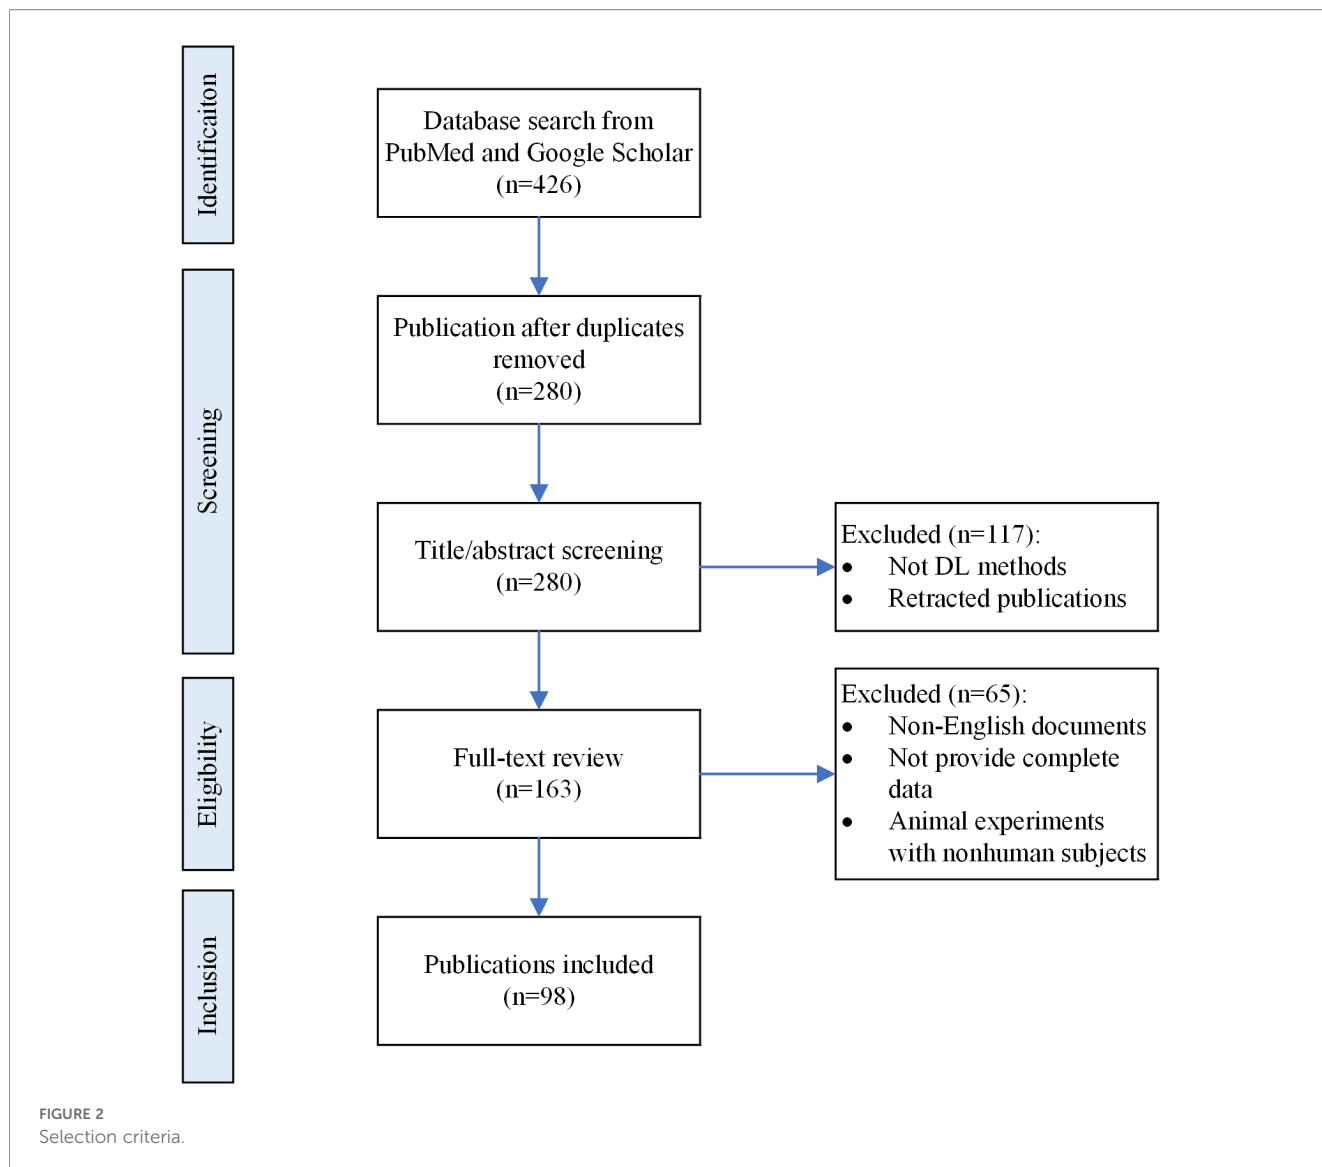 Identificaiton
Database search from
PubMed and Google Scholar
(n=426)
Screening
Publication after duplicates
removed
(n=280)
Title/abstract screening
(n=280)
Excluded (n=117):
• Not DL methods
• Retracted publications
Eligibility
Full-text review
(n=163)
Excluded (n=65):
• Non-English documents
• Not provide complete
data
• Animal experiments
with nonhuman subjects
Inclusion
Publications included
(n=98)
FIGURE 2
Selection criteria.